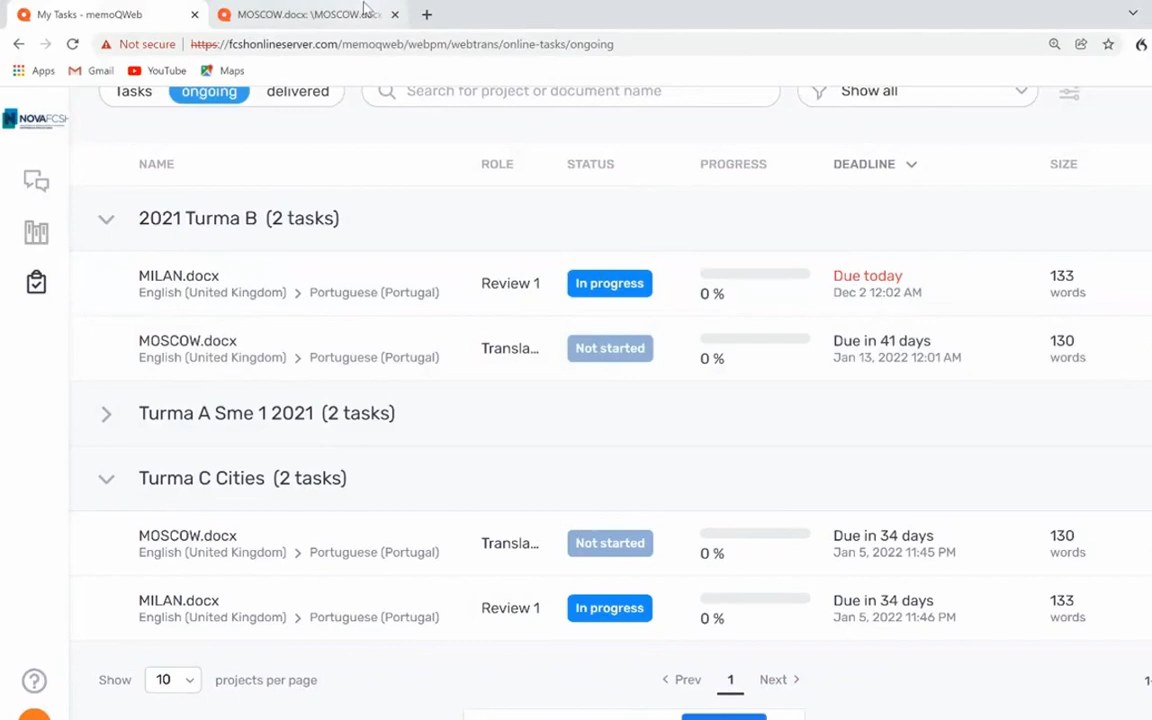 My Tasks - memoQWeb
MOSCOW.docx: \MOSCOW.docx
Not secure
https://fcshonlineserver.com/memoqweb/webpm/webtrans/online-tasks/ongoing
Apps Gmail YouTube Maps
Tasks ongoing delivered Search for project or document name Show all
NOVAFCSH
NAME ROLE STATUS PROGRESS DEADLINE SIZE
2021 Turma B (2 tasks)
MILAN.docx Review 1 In progress Due today 133
English (United Kingdom) > Portuguese (Portugal) 0 % Dec 2 12:02 AM words
MOSCOW.docx Transla... Not started Due in 41 days 130
English (United Kingdom) > Portuguese (Portugal) 0 % Jan 13, 2022 12:01 AM words
Turma A Sme 1 2021 (2 tasks)
Turma C Cities (2 tasks)
MOSCOW.docx Transla... Not started Due in 34 days 130
English (United Kingdom) > Portuguese (Portugal) 0 % Jan 5, 2022 11:45 PM words
MILAN.docx Review 1 In progress Due in 34 days 133
English (United Kingdom) > Portuguese (Portugal) 0 % Jan 5, 2022 11:46 PM words
Show 10 projects per page < Prev 1 Next >